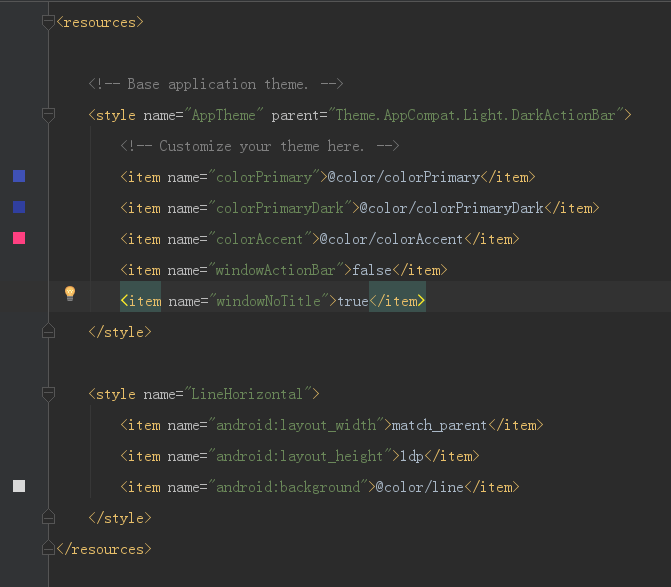 <resources>
<!-- Base application theme. -->
<style name="AppTheme" parent="Theme.AppCompat.Light.DarkActionBar">
<!-- Customize your theme here. -->
<item name="colorPrimary">@color/colorPrimary</item>
<item name="colorPrimaryDark">@color/colorPrimaryDark</item>
<item name="colorAccent">@color/colorAccent</item>
<item name="windowActionBar">false</item>
<item name="windowNoTitle">true</item>
</style>
<style name="LineHorizontal">
<item name="android:layout_width">match_parent</item>
<item name="android:layout_height">1dp</item>
<item name="android:background">@color/line</item>
</style>
</resources>